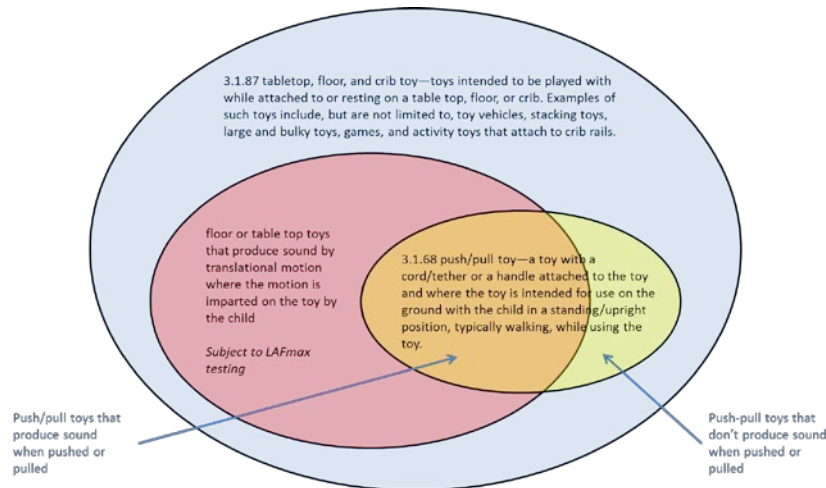 3.1.87 tabletop, floor, and crib toy—toys intended to be played with
while attached to or resting on a table top, floor, or crib. Examples of
such toys include, but are not limited to, toy vehicles, stacking toys,
large and bulky toys, games, and activity toys that attach to crib rails.
floor or table top toys
that produce sound by
translational motion
where the motion is
imparted on the toy by
the child
Subject to LAFmax
testing
3.1.68 push/pull toy—a toy with a
cord/tether or a handle attached to the toy
and where the toy is intended for use on the
ground with the child in a standing/upright
position, typically walking, while using the
toy.
Push/pull toys that
produce sound
when pushed or
pulled
Push-pull toys that
don't produce sound
when pushed or
pulled